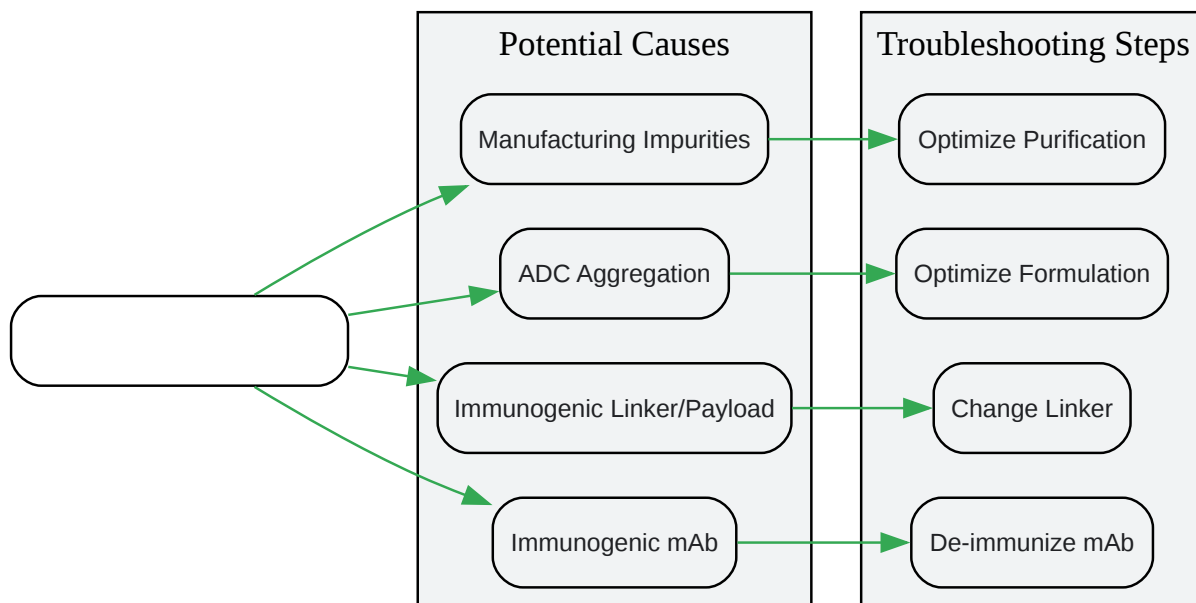 Potential Causes
Troubleshooting Steps
Manufacturing Impurities
Optimize Purification
ADC Aggregation
Optimize Formulation
Immunogenic Linker/Payload
Change Linker
Immunogenic mAb
De-immunize mAb